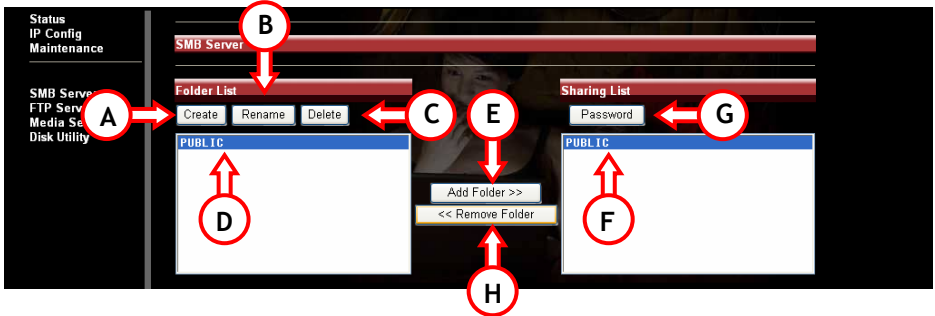 Status
IP Config
Maintenance
B
SMB Server
SMB Server
FTP Serv
Media Se
Disk Utility
Folder List
Sharing List
A
Create Rename Delete
C
E
Password
G
PUBLIC
PUBLIC
D
Add Folder >>
<< Remove Folder
F
H